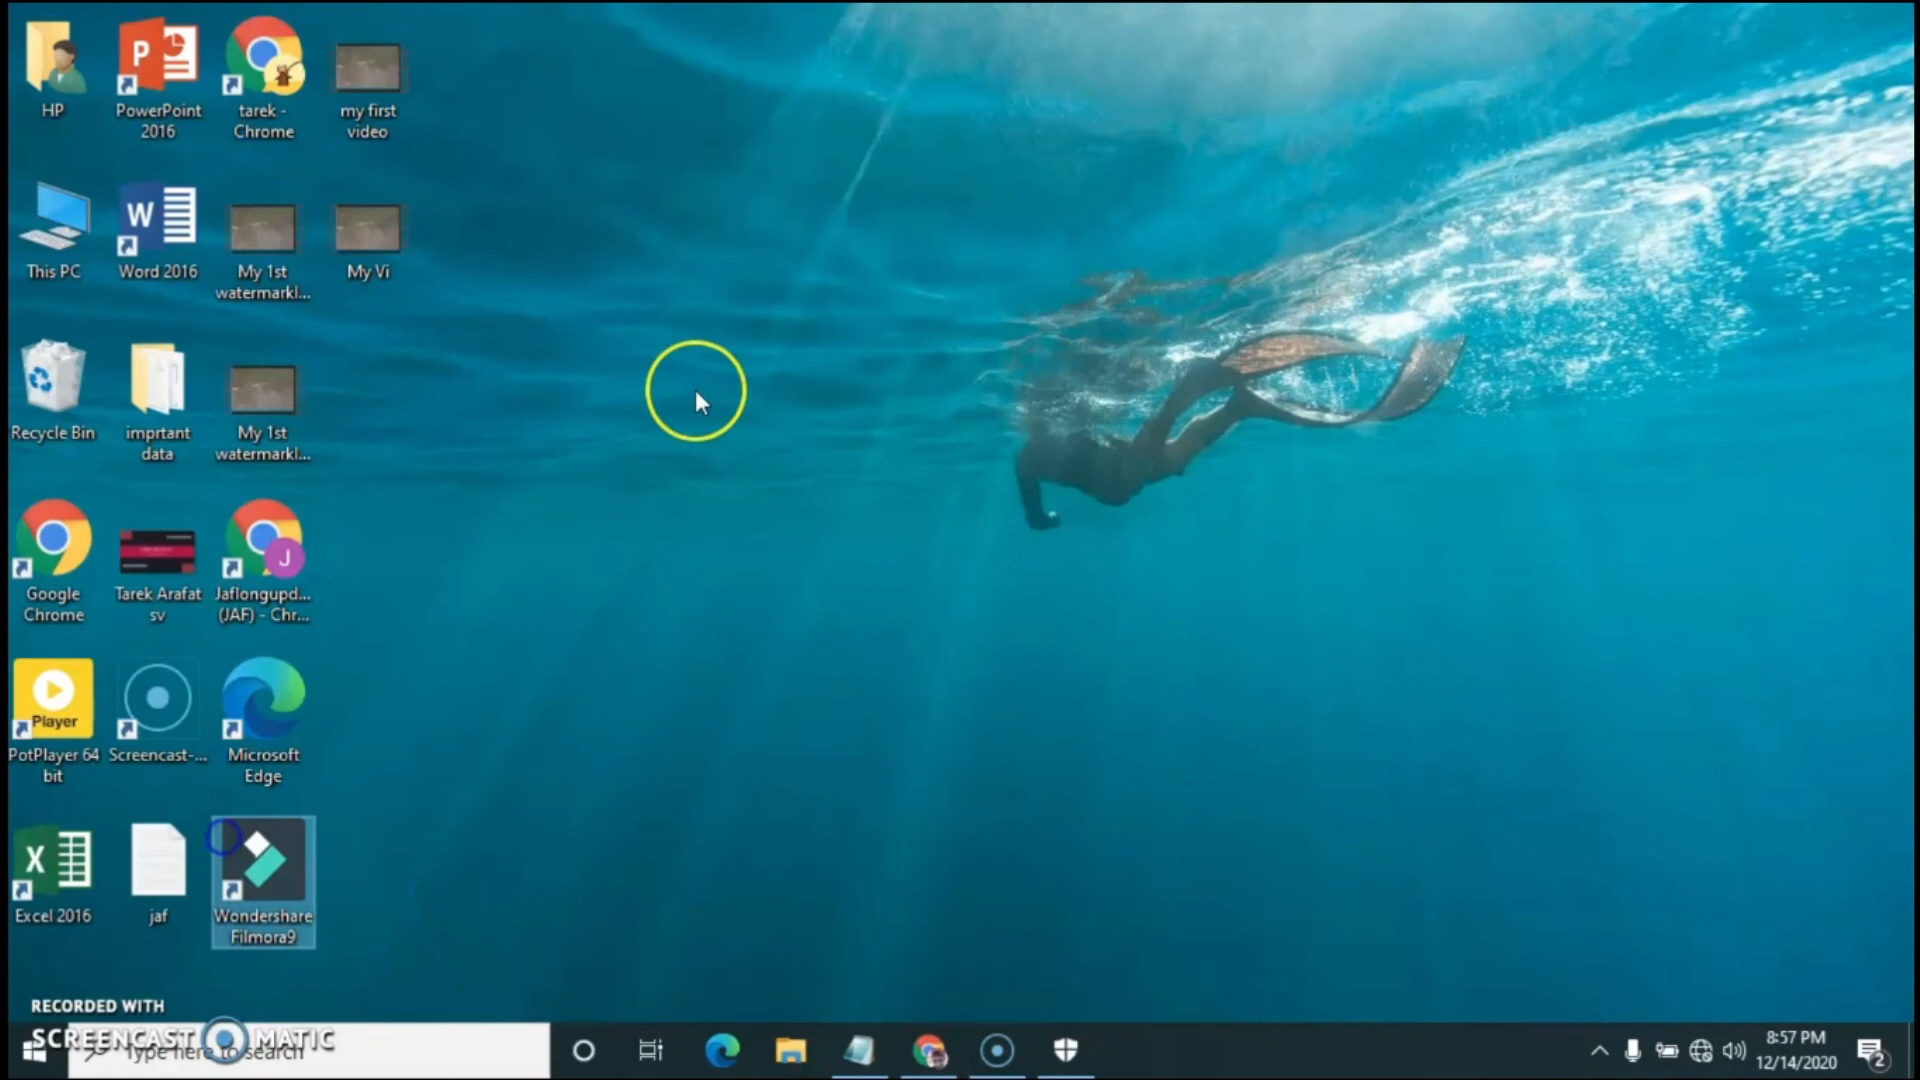 HP
PowerPoint
2016
tarek -
Chrome
my first
video
This PC
Word 2016
My 1st
watermarkl...
My Vi
Recycle Bin
imprtant
data
My 1st
watermarkl...
Google
Chrome
Tarek Arafat
sv
J
Jaflongupd...
(JAF) - Chr...
Player
PotPlayer 64
bit
Screencast-...
Microsoft
Edge
Excel 2016
jaf
Wondershare
Filmora9
RECORDED WITH
SCREENCAST MATIC
Type here to search
8:57 PM
12/14/2020
2